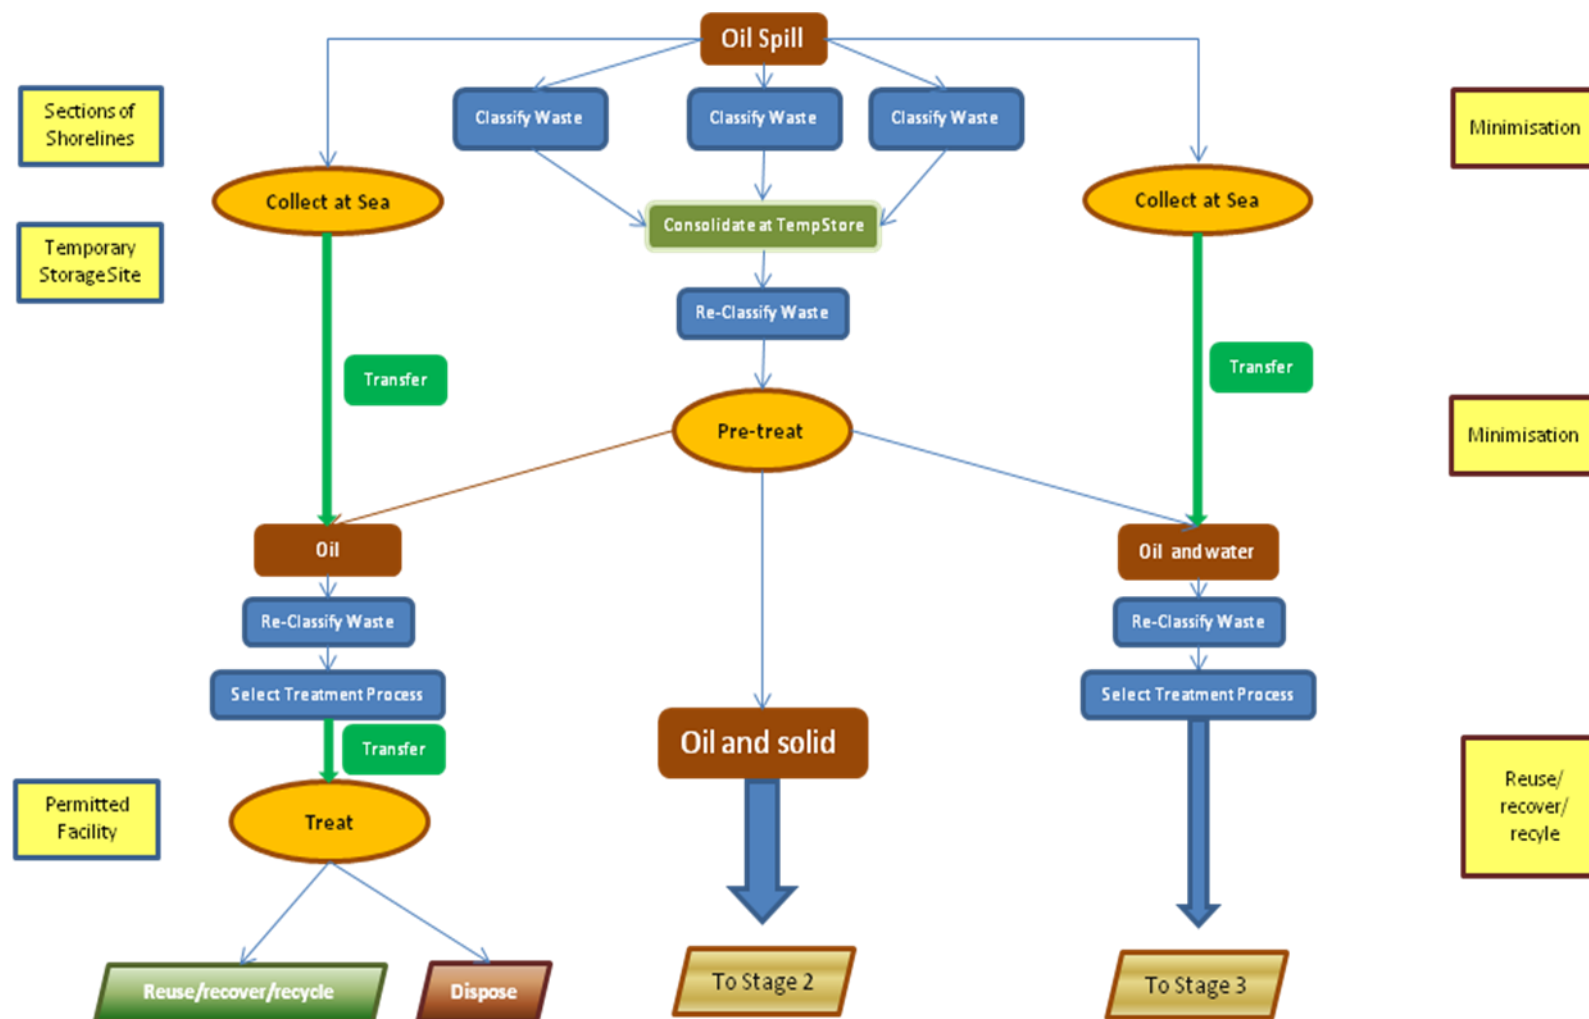 Oil Spill
Sections of
Shorelines
Classify Waste
Classify Waste
Classify Waste
Minimisation
Collect at Sea
Collect at Sea
Consolidate at Temp Store
Temporary
Storage Site
Re-Classify Waste
Transfer
Transfer
Pre-treat
Minimisation
Oil
Oil and water
Re-Classify Waste
Re-Classify Waste
Select Treatment Process
Select Treatment Process
Transfer
Oil and solid
Permitted
Facility
Treat
Reuse/
recover/
recyle
Reuse/recover/recycle
Dispose
To Stage 2
To Stage 3